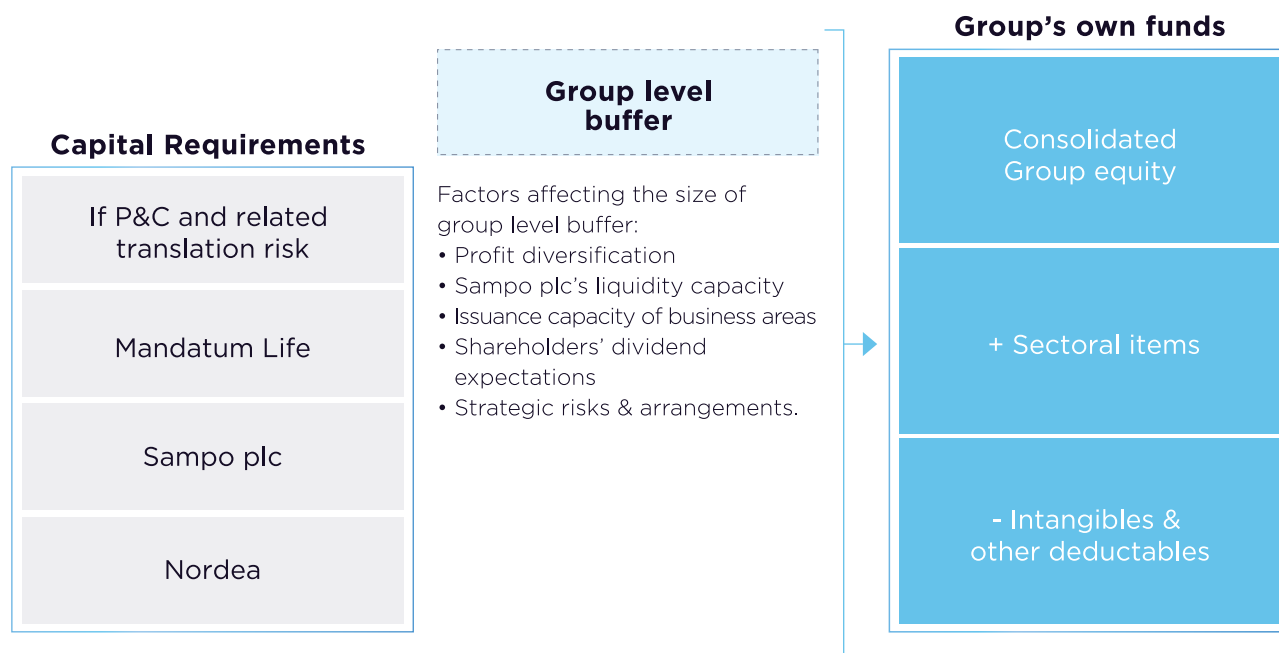 Capital Requirements
If P&C and related
translation risk
Mandatum Life
Sampo plc
Nordea
Group level
buffer
Factors affecting the size of
group level buffer:
• Profit diversification
• Sampo plc's liquidity capacity
• Issuance capacity of business areas
• Shareholders' dividend
expectations
• Strategic risks & arrangements.
Group's own funds
Consolidated
Group equity
+ Sectoral items
- Intangibles &
other deductables